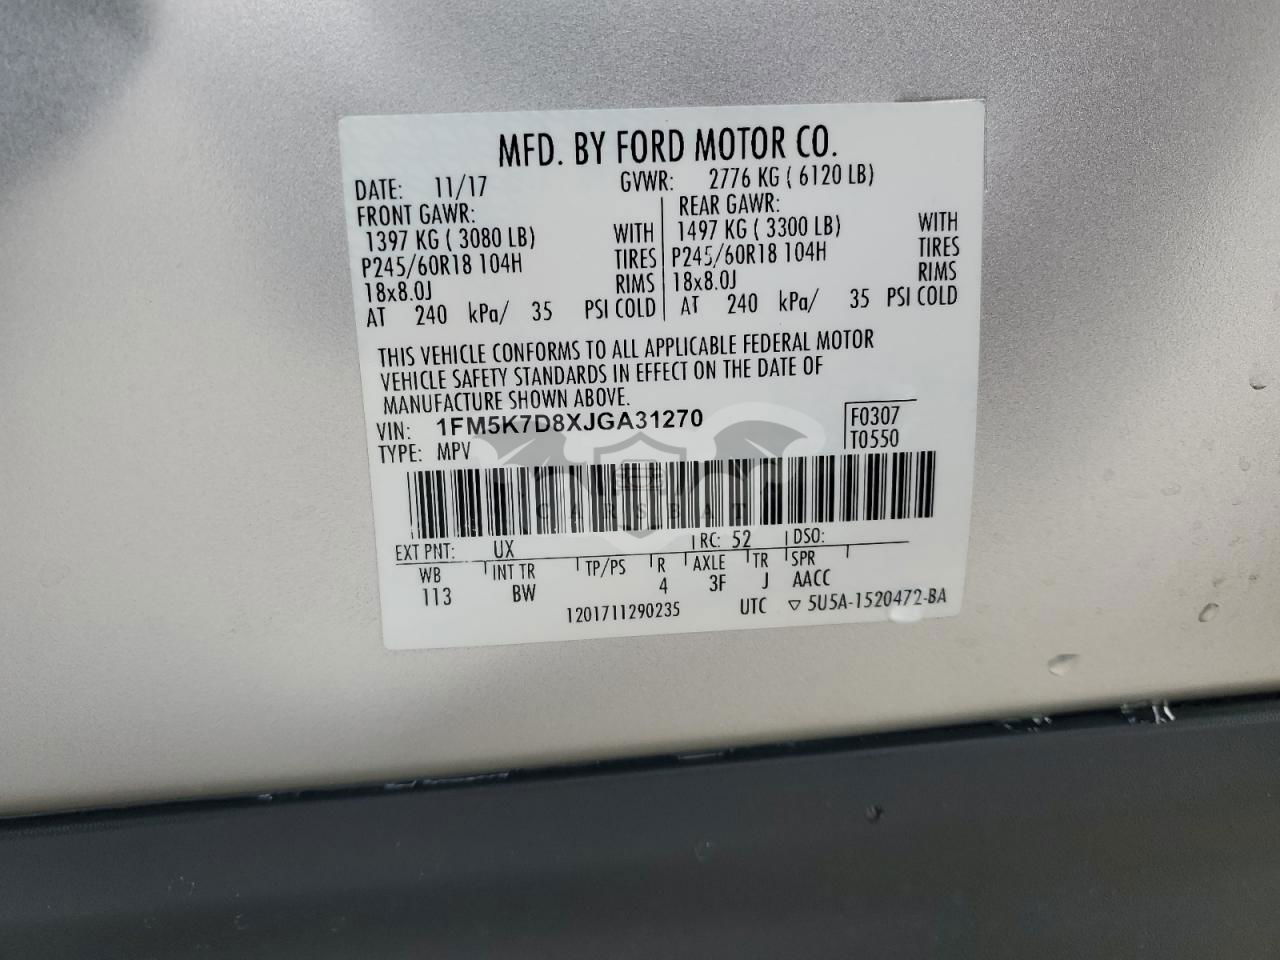 MFD. BY FORD MOTOR CO.
DATE: 11/17 GVWR: 2776 KG ( 6120 LB)
FRONT GAWR: REAR GAWR:
1397 KG ( 3080 LB) WITH 1497 KG ( 3300 LB) WITH
P245/60R18 104H TIRES P245/60R18 104H TIRES
18x8.0J RIMS 18x8.0J RIMS
AT 240 kPa/ 35 PSI COLD AT 240 kPa/ 35 PSI COLD
THIS VEHICLE CONFORMS TO ALL APPLICABLE FEDERAL MOTOR
VEHICLE SAFETY STANDARDS IN EFFECT ON THE DATE OF
MANUFACTURE SHOWN ABOVE.
VIN: 1FM5K7D8XJGA31270 F0307
TYPE: MPV T0550
CARSBAT
EXT PNT: UX RC: 52 DSO:
WB INT TR TP/PS R AXLE TR SPR
113 BW 4 3F J AACC
1201711290235 UTC ▽ 5U5A-1520472-BA